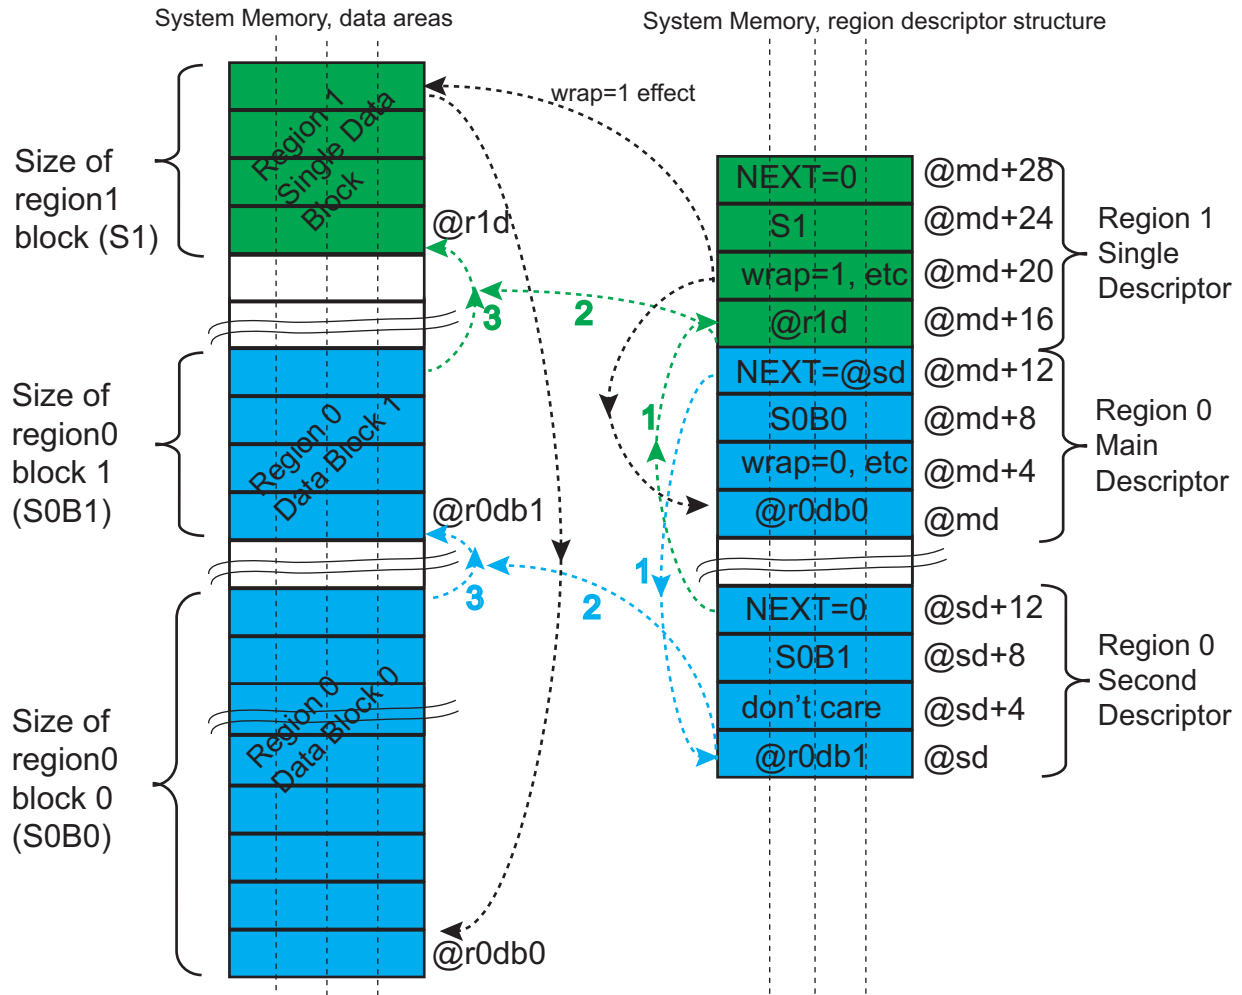 System Memory, data areas
System Memory, region descriptor structure
wrap=1 effect
Size of
region1
block (S1)
Region 1
Single Data
Block
@r1d
3
2
1
Size of
region0
block 1
(S0B1)
Region 0
Data Block 1
@r0db1
3
2
1
Size of
region0
block 0
(S0B0)
Region 0
Data Block 0
@r0db0
NEXT=0
@md+28
S1
@md+24
wrap=1, etc
@md+20
@r1d
@md+16
Region 1
Single
Descriptor
NEXT=@sd
@md+12
S0B0
@md+8
wrap=0, etc
@md+4
@r0db0
@md
Region 0
Main
Descriptor
NEXT=0
@sd+12
S0B1
@sd+8
don't care
@sd+4
@r0db1
@sd
Region 0
Second
Descriptor